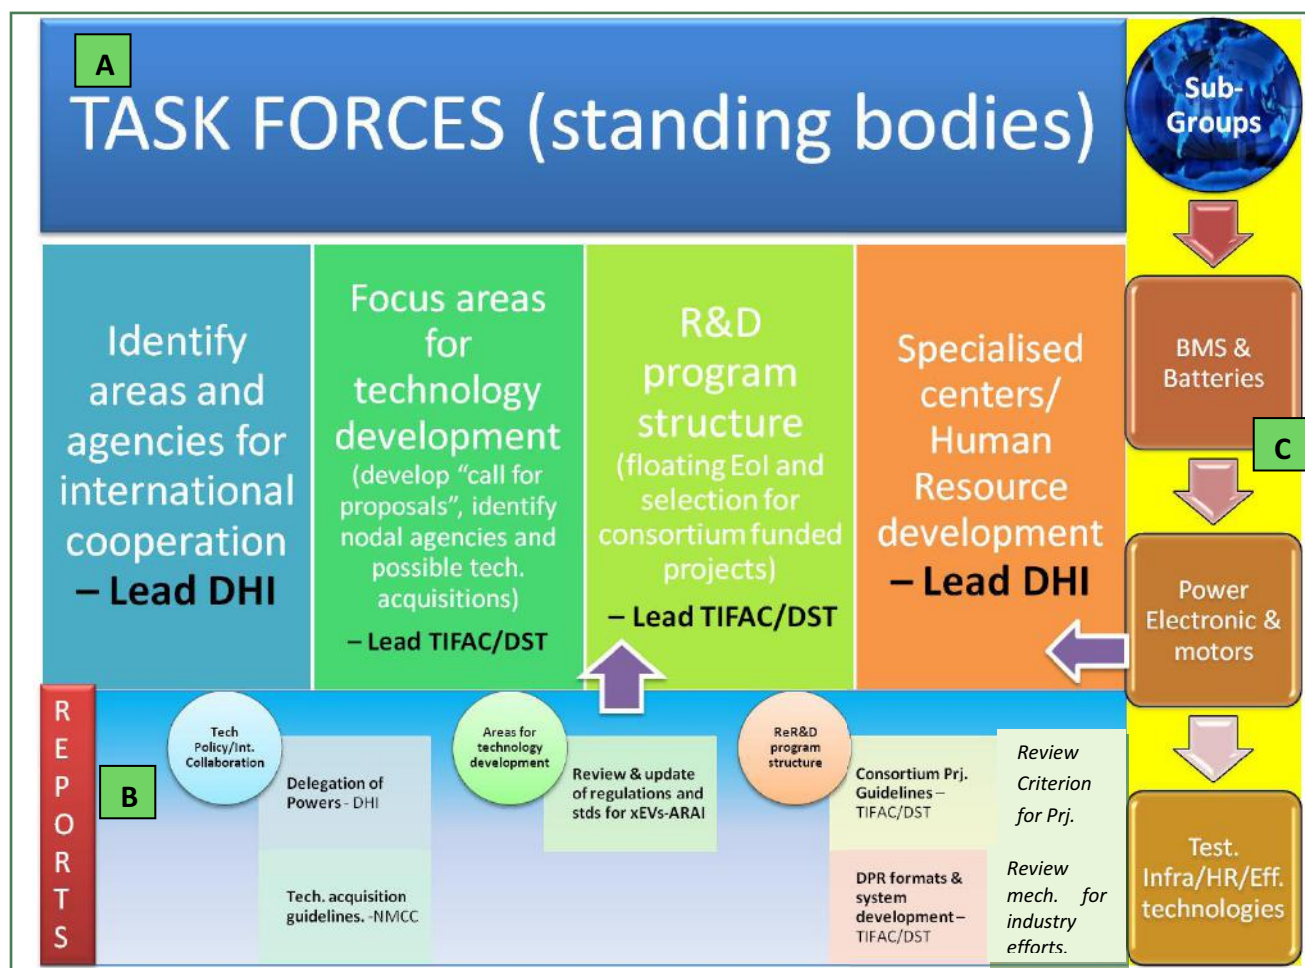 A
TASK FORCES (standing bodies)
Sub-
Groups
Identify
areas and
agencies for
international
cooperation
– Lead DHI
Focus areas
for
technology
development
(develop "call for
proposals", identify
nodal agencies and
possible tech.
acquisitions)
– Lead TIFAC/DST
R&D
program
structure
(floating EoI and
selection for
consortium funded
projects)
– Lead TIFAC/DST
Specialised
centers/
Human
Resource
development
– Lead DHI
BMS &
Batteries
C
Power
Electronic &
motors
Test.
Infra/HR/Eff.
technologies
REPORTS
B
Tech
Policy/Int.
Collaboration
Delegation of
Powers - DHI
Tech. acquisition
guidelines. -NMCC
Areas for
technology
development
Review & update
of regulations and
stds for xEVs-ARAI
ReR&D
program
structure
Consortium Prj.
Guidelines –
TIFAC/DST
DPR formats &
system
development –
TIFAC/DST
Review
Criterion
for Prj.
Review
mech. for
industry
efforts.